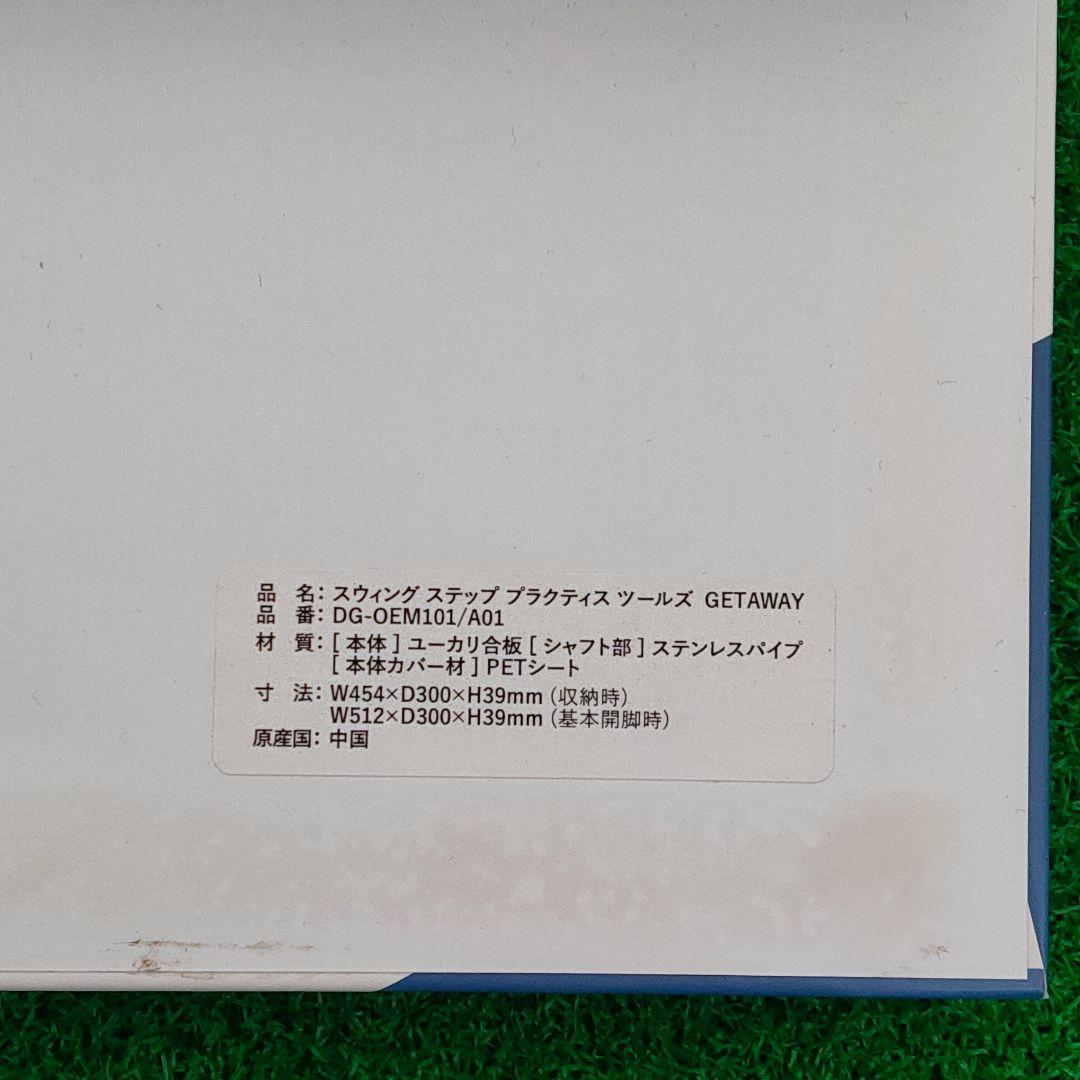 品 名：スウィング ステップ プラクティス ツールズ GETAWAY
品 番：DG-OEM101/A01
材 質：[ 本体 ] ユーカリ合板 [ シャフト部 ] ステンレスパイプ
[ 本体カバー材 ] PETシート
寸 法：W454×D300×H39mm（収納時）
W512×D300×H39mm（基本開脚時）
原産国：中国